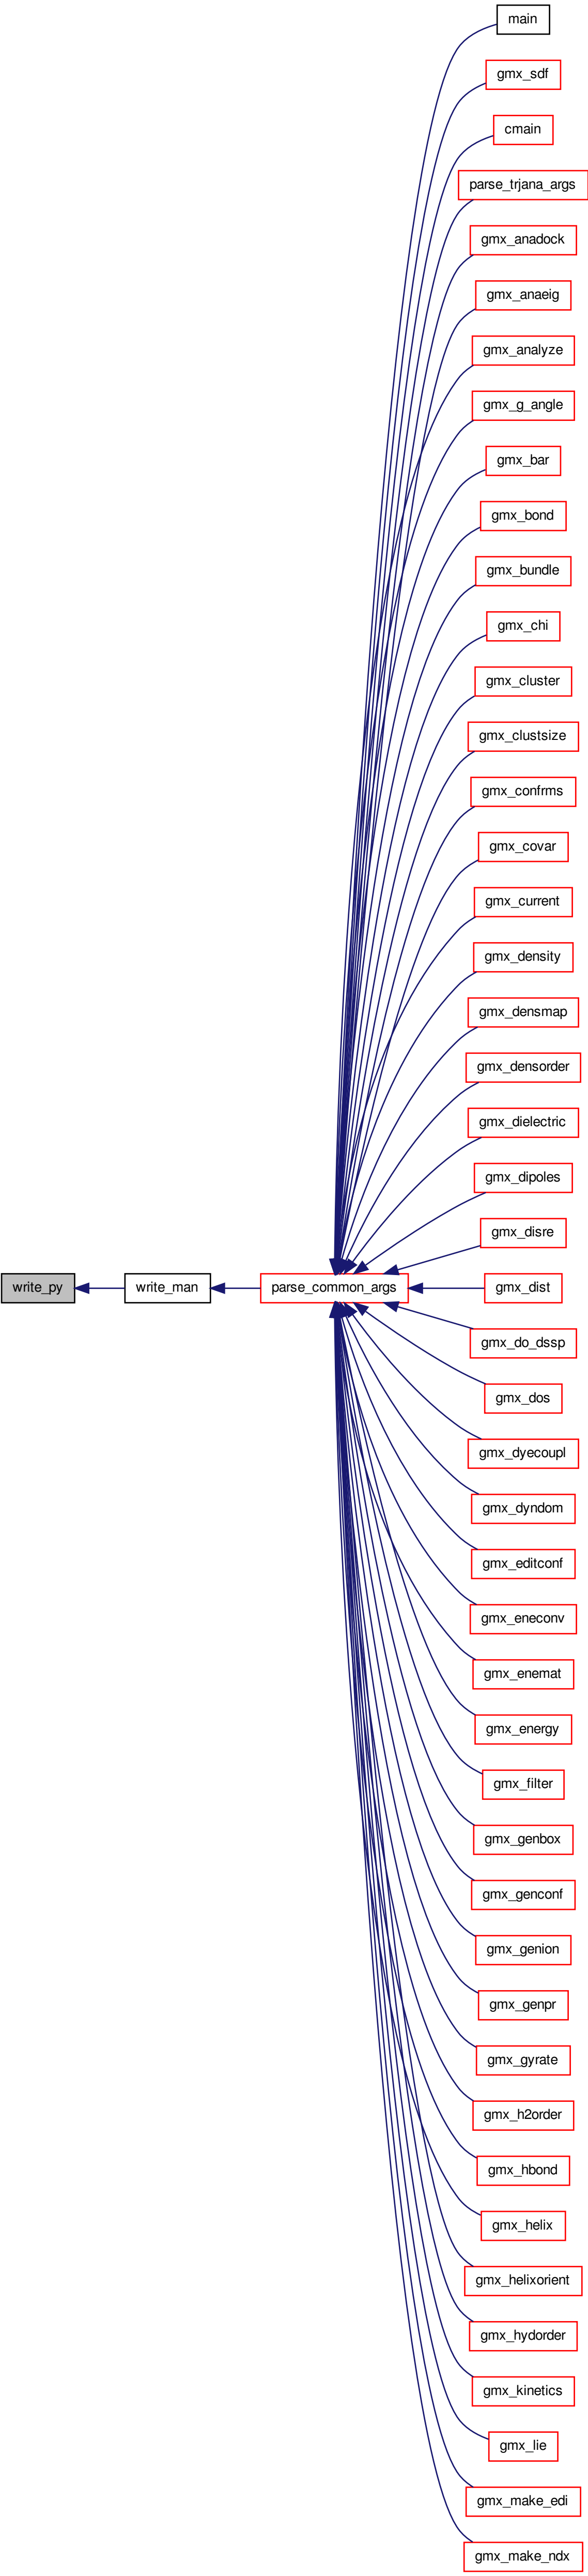 main
gmx_sdf
cmain
parse_trjana_args
gmx_anadock
gmx_anaeig
gmx_analyze
gmx_g_angle
gmx_bar
gmx_bond
gmx_bundle
gmx_chi
gmx_cluster
gmx_clustsize
gmx_confrms
gmx_covar
gmx_current
gmx_density
gmx_densmap
gmx_densorder
gmx_dielectric
gmx_dipoles
gmx_disre
write_py
write_man
parse_common_args
gmx_dist
gmx_do_dssp
gmx_dos
gmx_dyecoupl
gmx_dyndom
gmx_editconf
gmx_eneconv
gmx_enemat
gmx_energy
gmx_filter
gmx_genbox
gmx_genconf
gmx_genion
gmx_genpr
gmx_gyrate
gmx_h2order
gmx_hbond
gmx_helix
gmx_helixorient
gmx_hydorder
gmx_kinetics
gmx_lie
gmx_make_edi
gmx_make_ndx